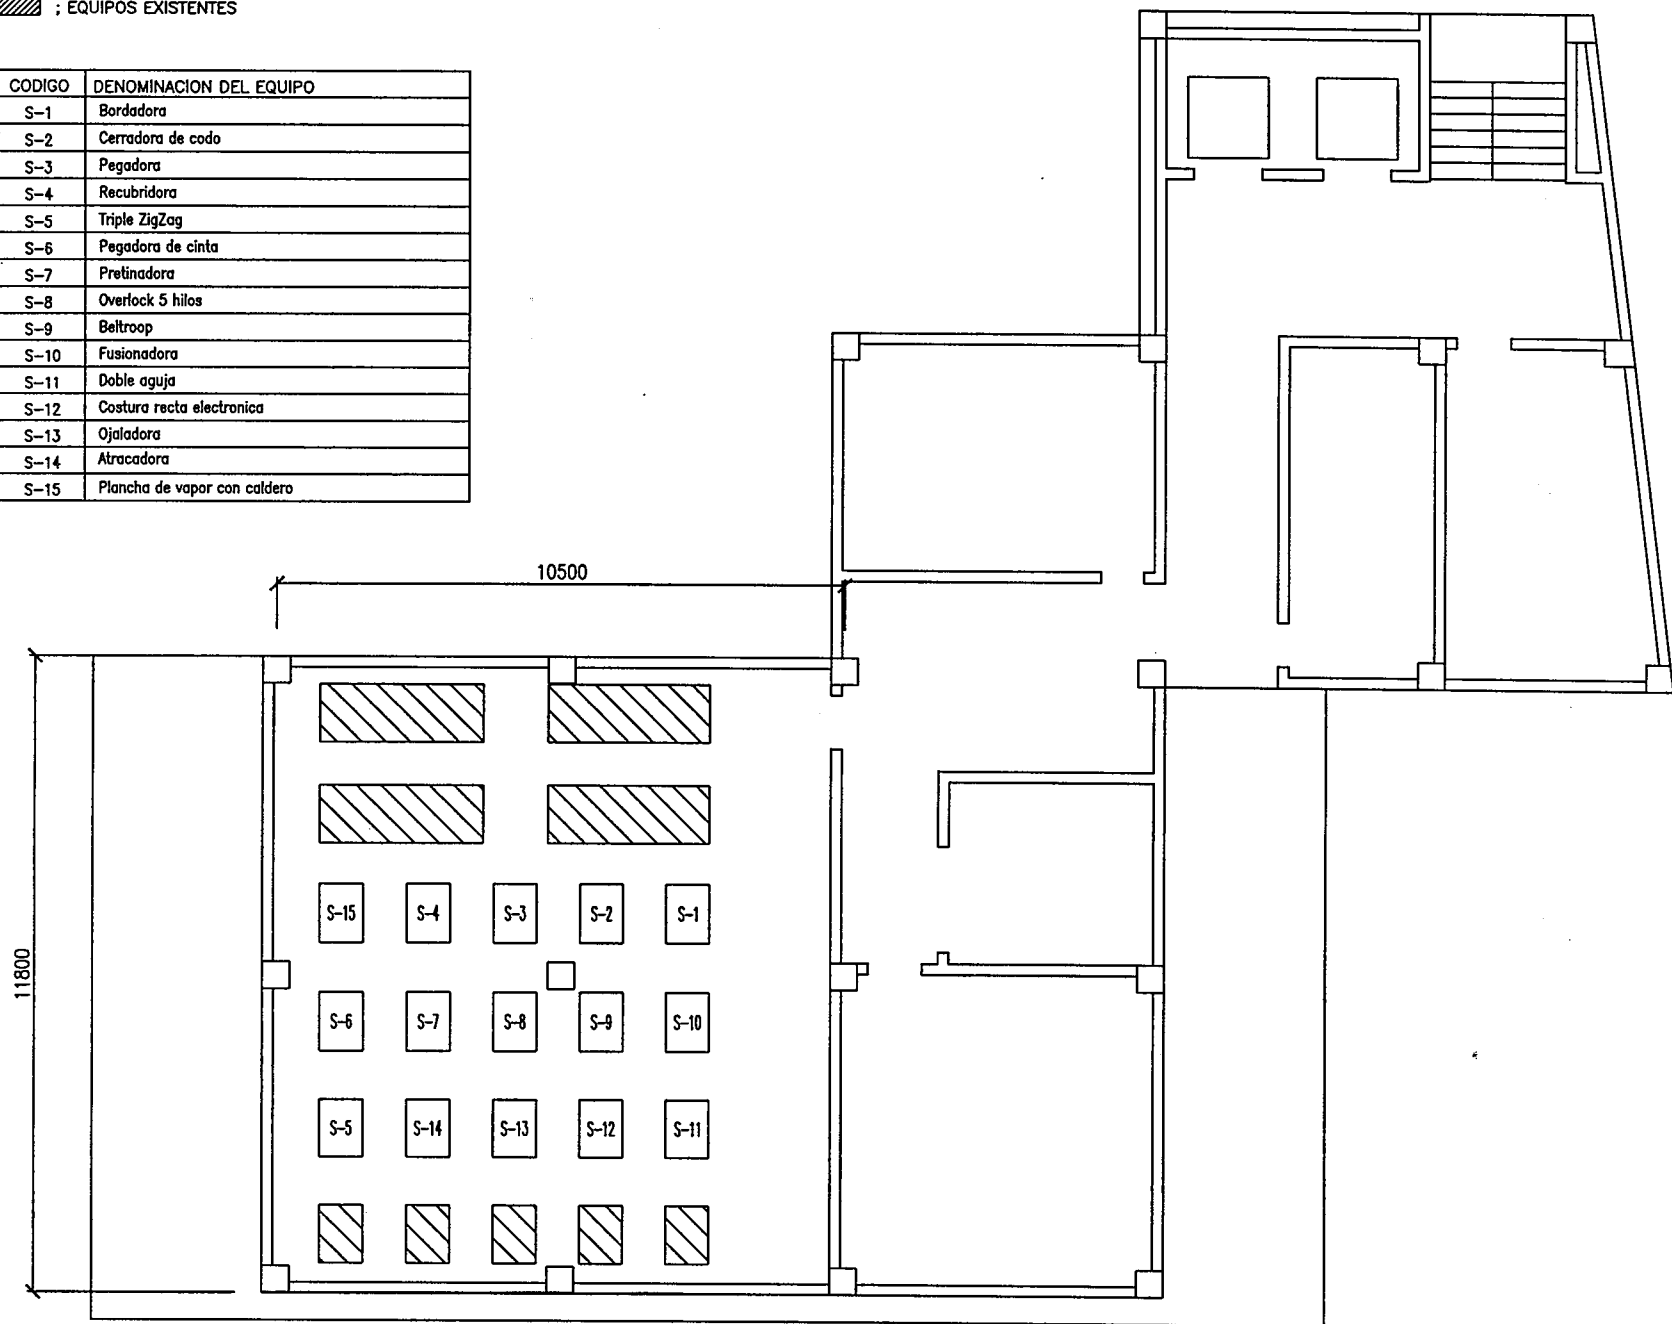 ; EQUIPOS EXISTENTES
CODIGO DENOMINACION DEL EQUIPO
S-1 Bordadora
S-2 Cerradora de codo
S-3 Pegadora
S-4 Recubridora
S-5 Triple ZigZag
S-6 Pegadora de cinta
S-7 Pretinadora
S-8 Overlock 5 hilos
S-9 Beltroop
S-10 Fusionadora
S-11 Doble aguja
S-12 Costura recta electronica
S-13 Ojaladora
S-14 Atracadora
S-15 Plancha de vapor con caldero
10500
11800
S-15 S-4 S-3 S-2 S-1
S-6 S-7 S-8 S-9 S-10
S-5 S-14 S-13 S-12 S-11